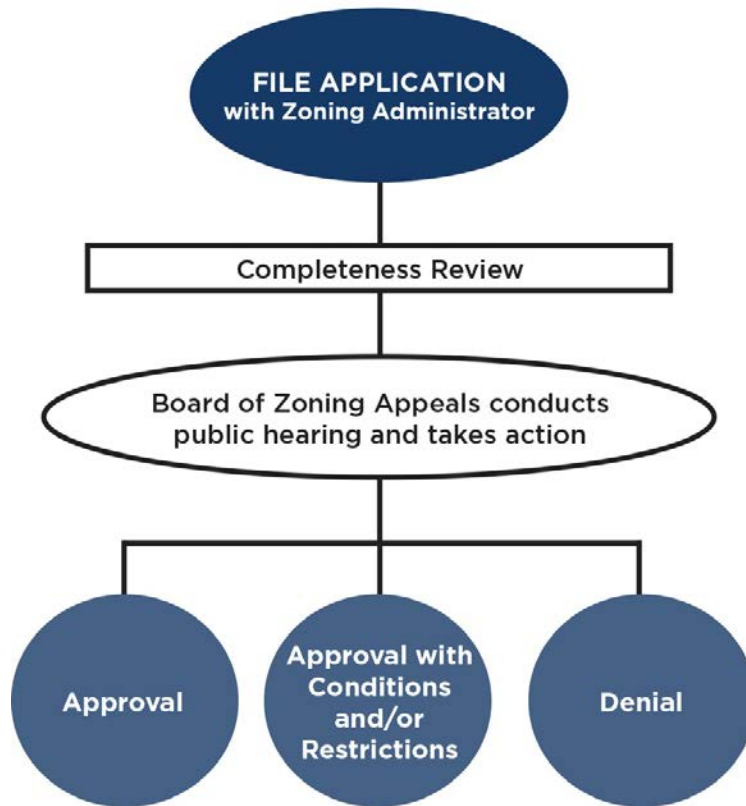 FILE APPLICATION
with Zoning Administrator
Completeness Review
Board of Zoning Appeals conducts
public hearing and takes action
Approval
Approval with
Conditions
and/or
Restrictions
Denial